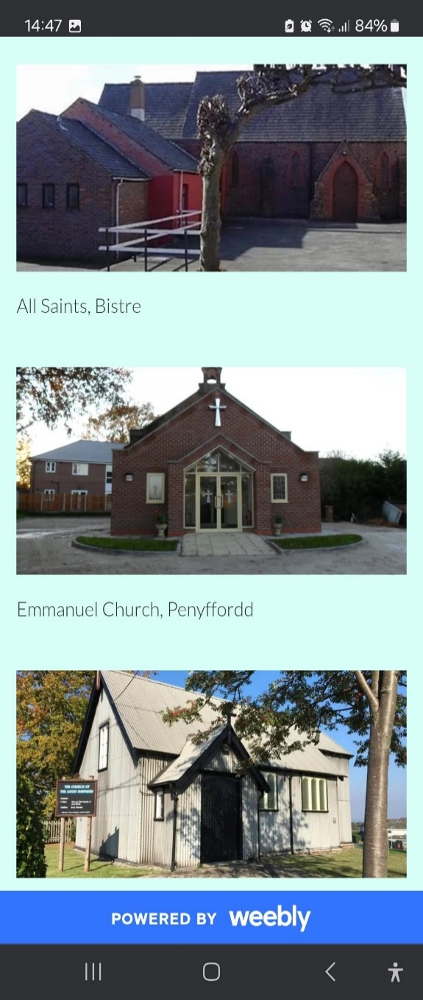 14:47 84%
All Saints, Bistre
Emmanuel Church, Penyffordd
THE CHURCH OF
THE GOOD SHEPHERD
POWERED BY weebly